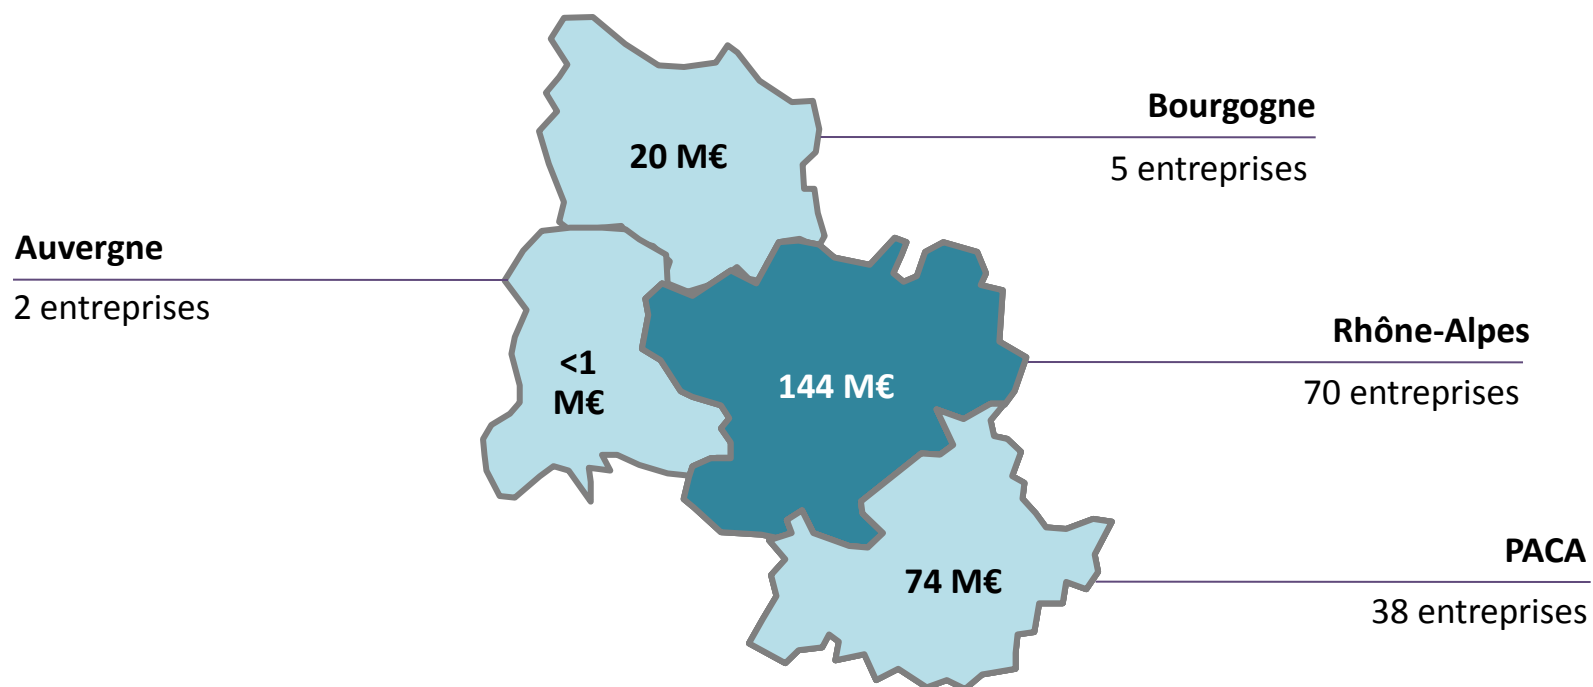 Bourgogne
20 M€
5 entreprises
Auvergne
2 entreprises
<1
M€
Rhône-Alpes
144 M€
70 entreprises
PACA
74 M€
38 entreprises